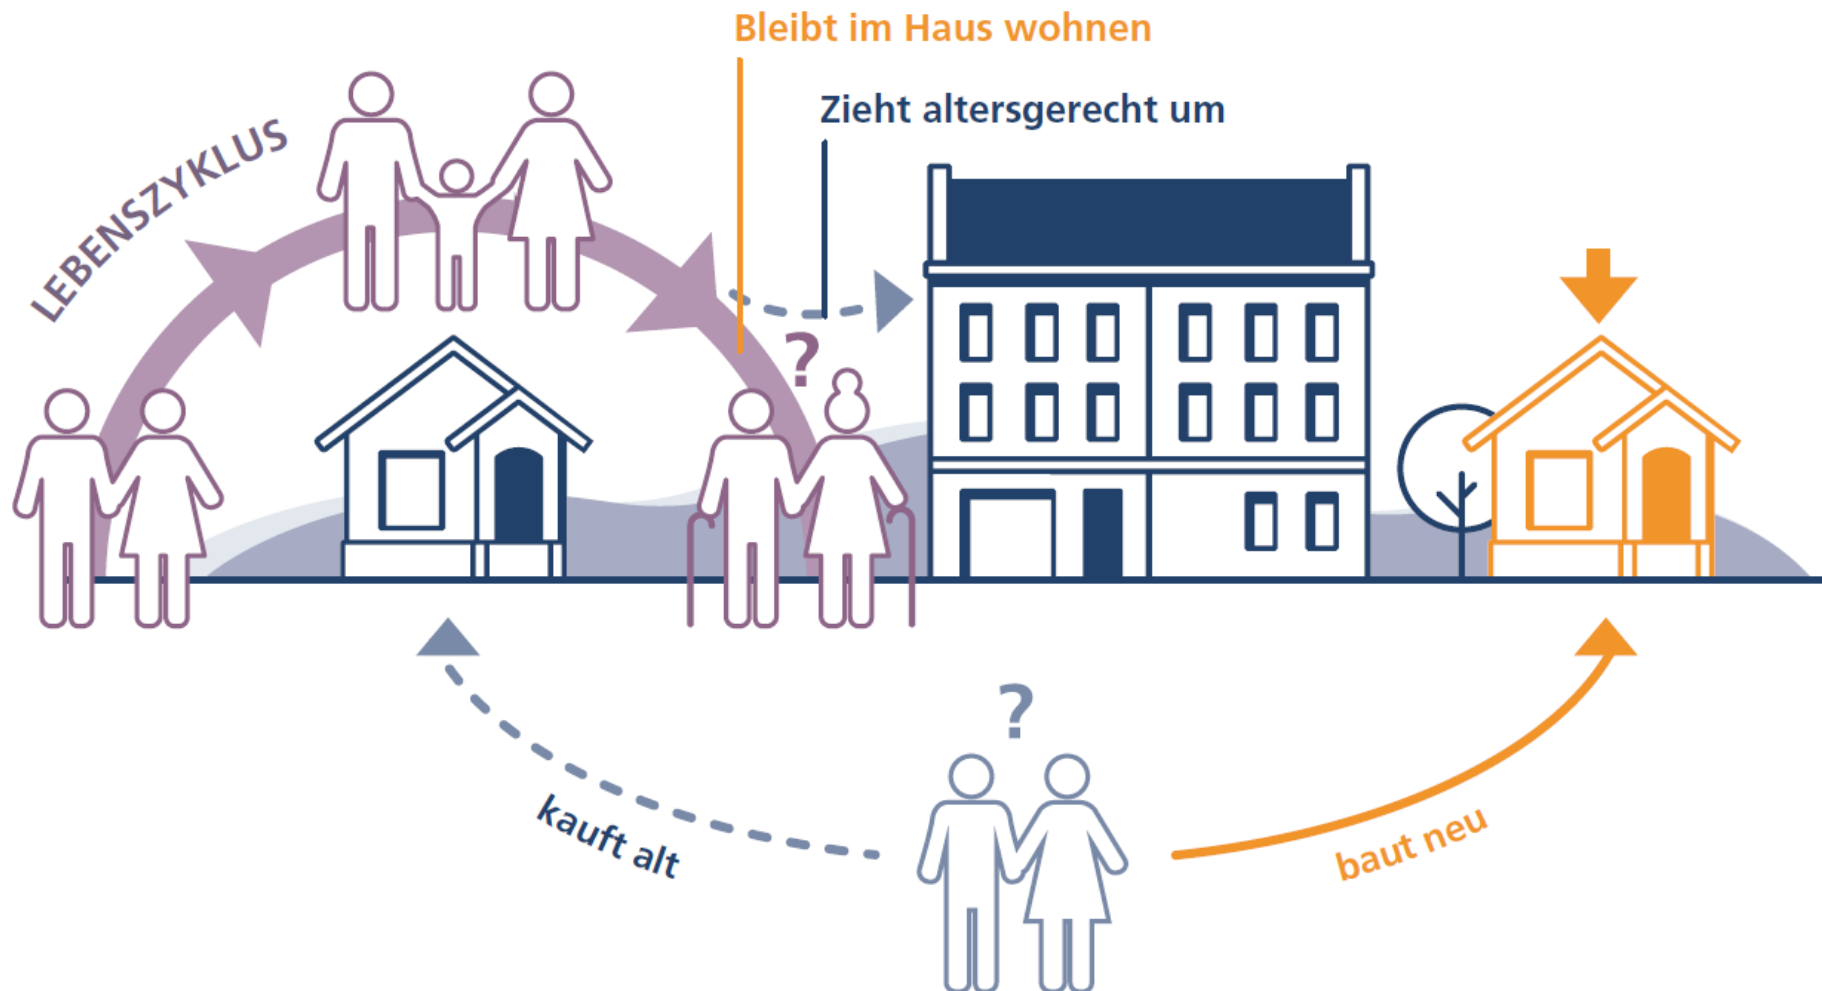 Bleibt im Haus wohnen
Zieht altersgerecht um
LEBENSZYKLUS
?
?
kauft alt
baut neu